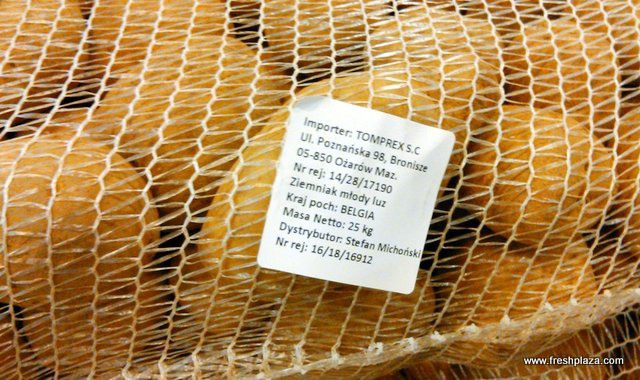 Importer: TOMPREX S.C
Ul. Poznańska 98, Bronisze
05-850 Ożarów Maz.
Nr rej: 14/28/17190
Ziemniak młody luz
Kraj poch: BELGIA
Masa Netto: 25 kg
Dystrybutor: Stefan Michoński
Nr rej: 16/18/16912
www.freshplaza.com